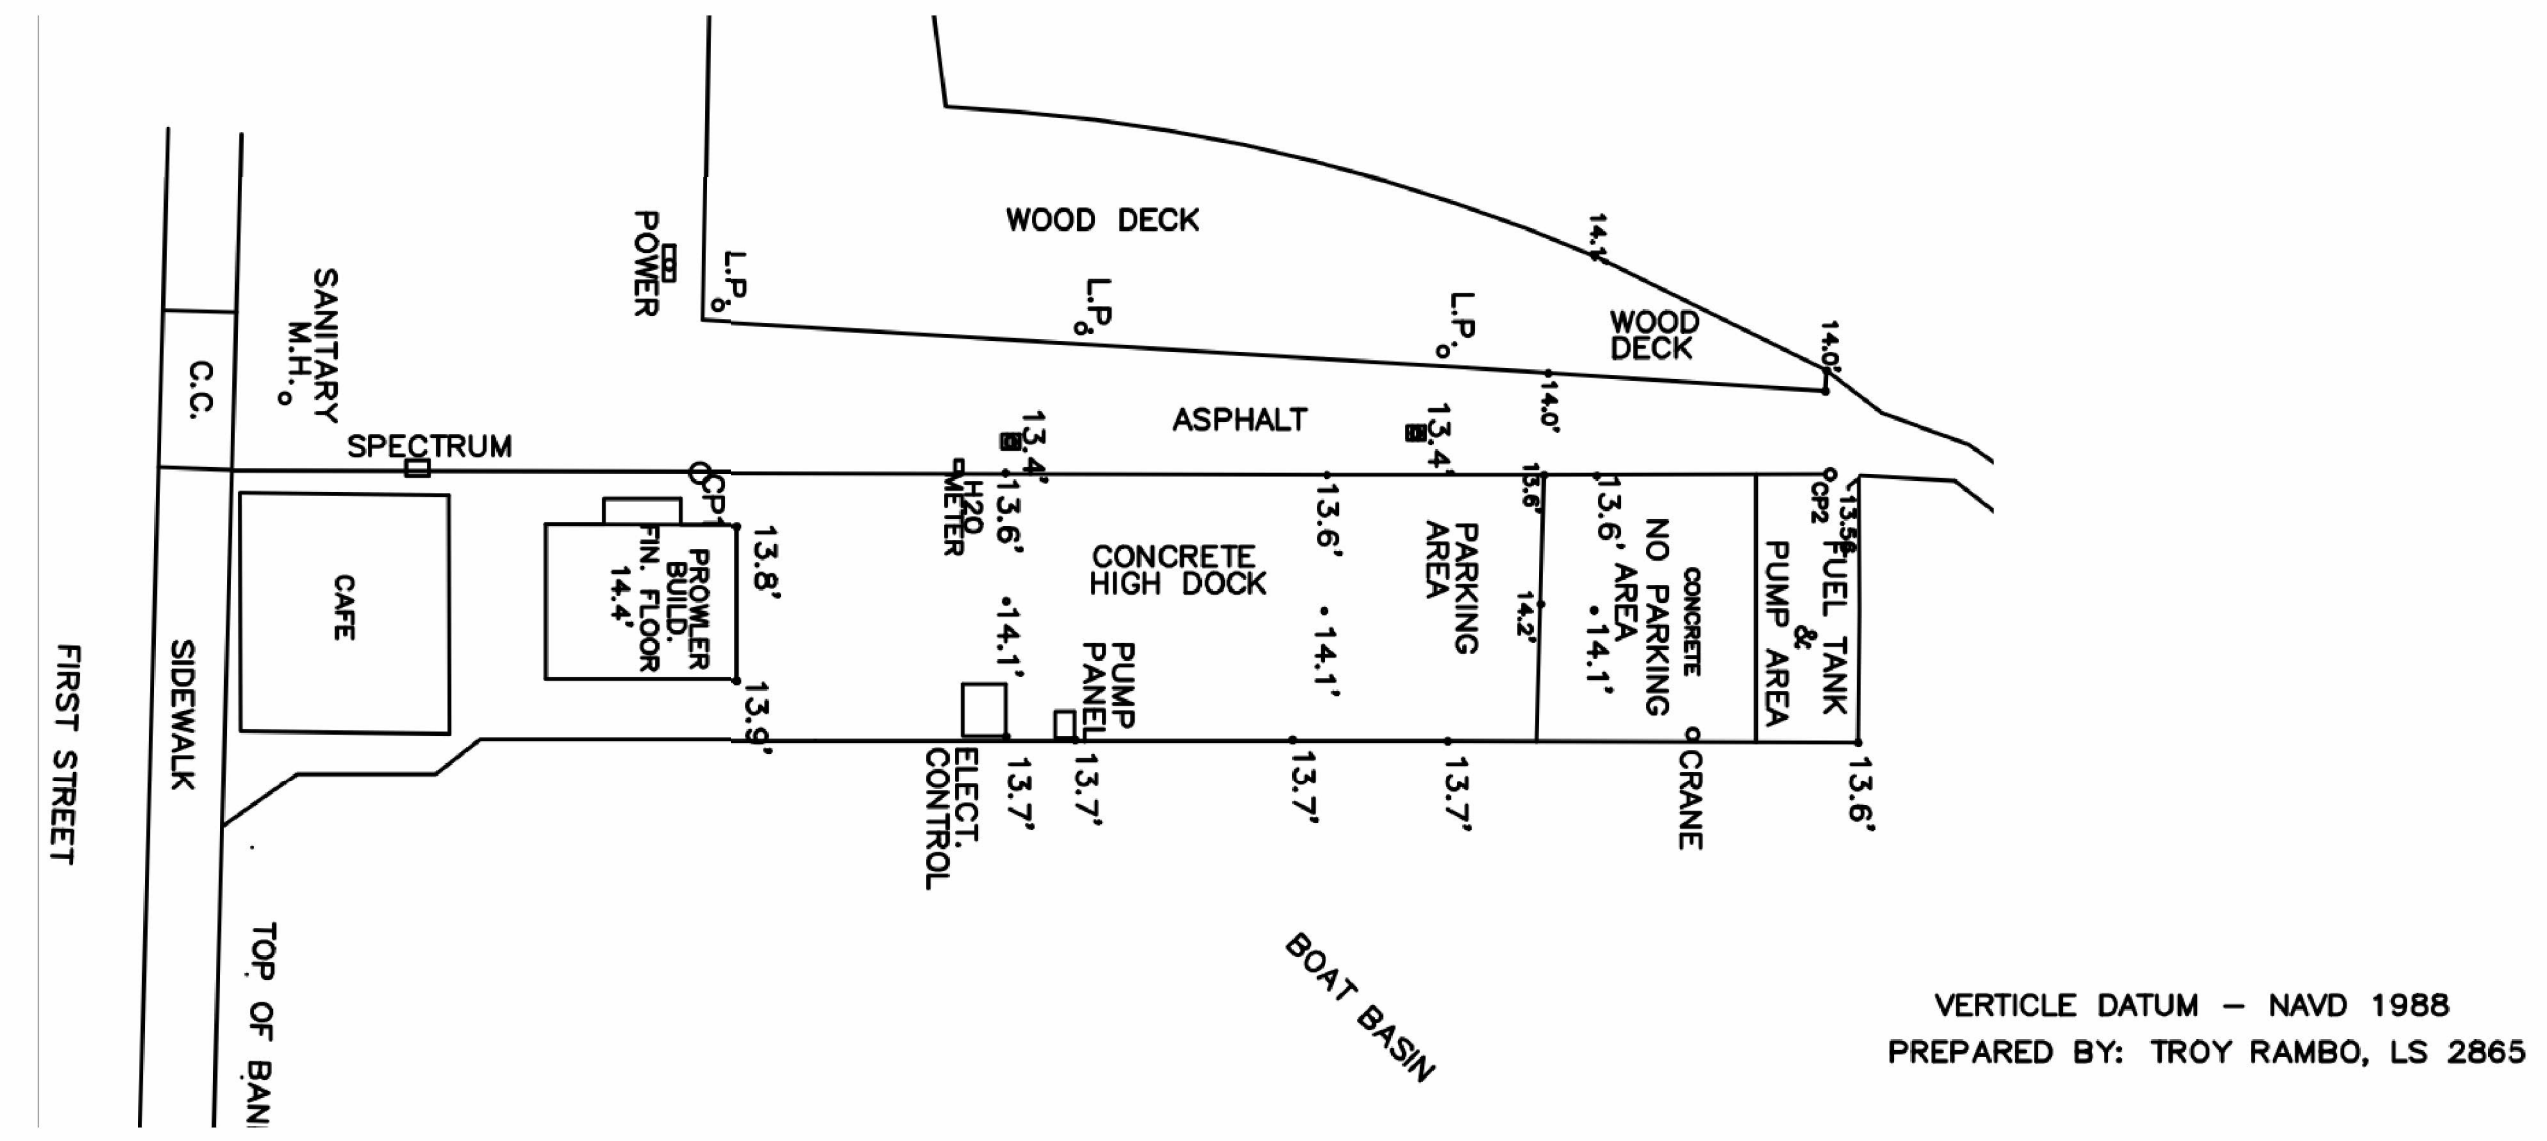 WOOD DECK
14.1'
POWER
L.P.
L.P.
L.P.
WOOD
DECK
14.0'
SANITARY
M.H.
C.C.
SPECTRUM
ASPHALT
13.4'
13.4'
14.0'
CP1
H2O
METER
13.6'
13.6'
13.6'
13.6'
CP2
CAFE
PROWLER
BUILD.
FIN. FLOOR
14.4'
13.8'
13.9'
CONCRETE
HIGH DOCK
14.1'
14.1'
PARKING
AREA
14.2'
CONCRETE
NO PARKING
AREA
14.1'
FUEL TANK
&
PUMP AREA
PUMP
PANEL
ELECT.
CONTROL
13.7'
13.7'
13.7'
13.7'
CRANE
13.6'
FIRST STREET
SIDEWALK
TOP OF BAN
BOAT BASIN
VERTICLE DATUM – NAVD 1988
PREPARED BY: TROY RAMBO, LS 2865